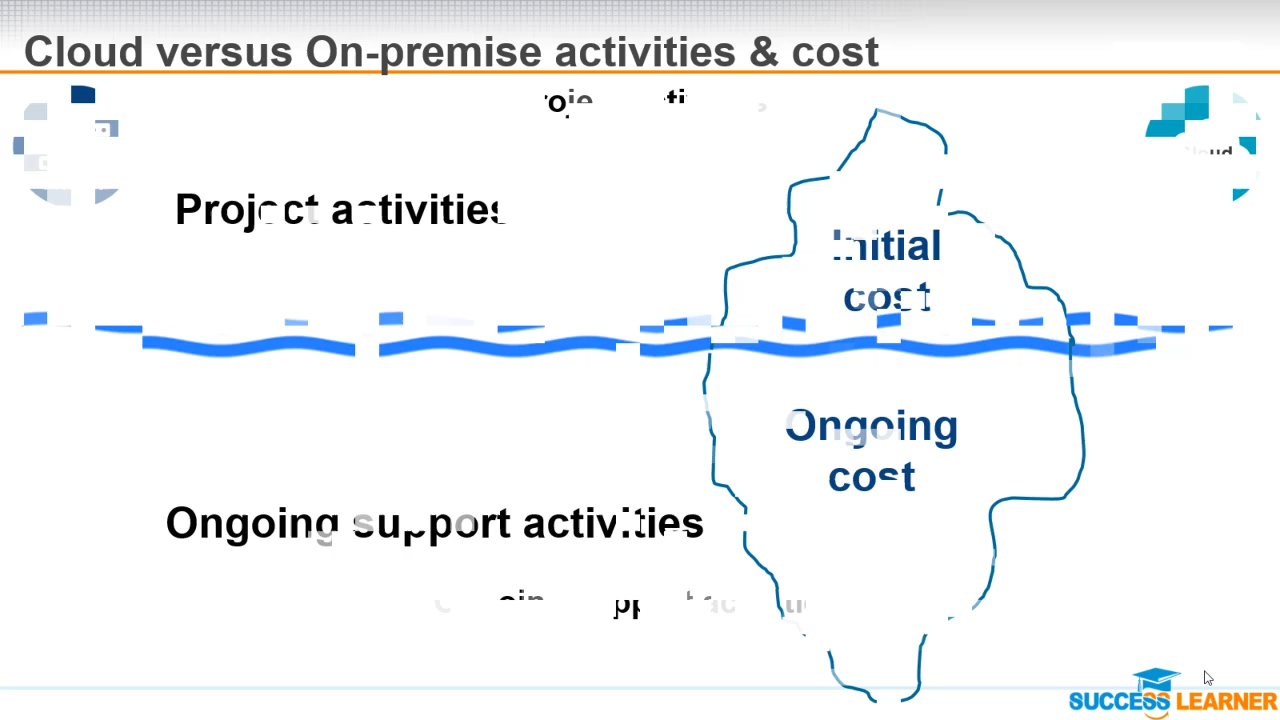 Cloud versus On-premise activities & cost
Project activities
Initial
cost
Ongoing
cost
Ongoing support activities
SUCCESS LEARNER